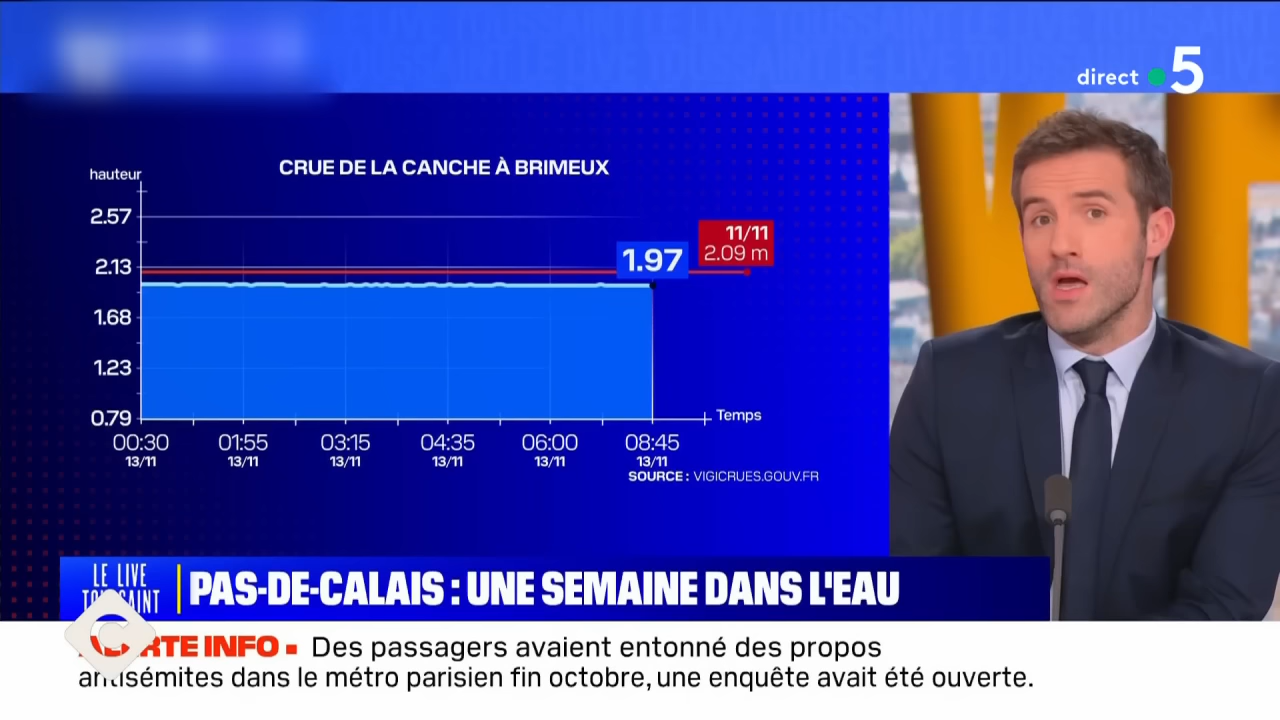 direct 5
CRUE DE LA CANCHE À BRIMEUX
hauteur
2.57
2.13
1.68
1.23
0.79
11/11
2.09 m
1.97
Temps
00:30 01:55 03:15 04:35 06:00 08:45
13/11 13/11 13/11 13/11 13/11 13/11
SOURCE : VIGICRUES.GOUV.FR
LE LIVE
PAS-DE-CALAIS : UNE SEMAINE DANS L'EAU
INFO ▪ Des passagers avaient entonné des propos
antisémites dans le métro parisien fin octobre, une enquête avait été ouverte.